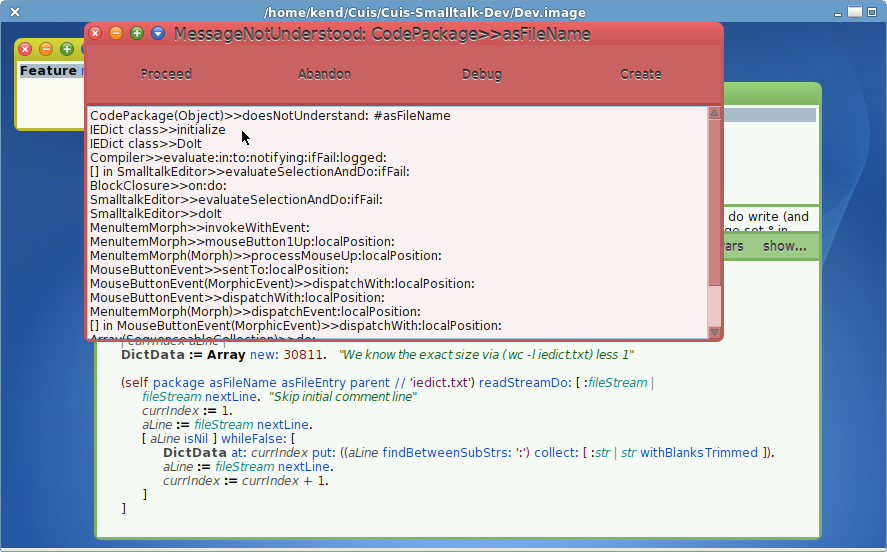 /home/kend/Cuis/Cuis-Smalltalk-Dev/Dev.image
MessageNotUnderstood: CodePackage>>asFileName
Proceed Abandon Debug Create
Feature
CodePackage(Object)>>doesNotUnderstand: #asFileName
IEDict class>>initialize
IEDict class>>DoIt
Compiler>>evaluate:in:to:notifying:ifFail:logged:
[] in SmalltalkEditor>>evaluateSelectionAndDo:ifFail:
BlockClosure>>on:do:
SmalltalkEditor>>evaluateSelectionAndDo:ifFail:
SmalltalkEditor>>doIt
MenuItemMorph>>invokeWithEvent:
MenuItemMorph>>mouseButton1Up:localPosition:
MenuItemMorph(Morph)>>processMouseUp:localPosition:
MouseButtonEvent>>sentTo:localPosition:
MouseButtonEvent(MorphicEvent)>>dispatchWith:localPosition:
MouseButtonEvent>>dispatchWith:localPosition:
MenuItemMorph(Morph)>>dispatchEvent:localPosition:
[] in MouseButtonEvent(MorphicEvent)>>dispatchWith:localPosition:
Array(SequenceableCollection)>>do:
do write (and
show...
DictData := Array new: 30811. "We know the exact size via (wc -l iedict.txt) less 1"
(self package asFileName asFileEntry parent // 'iedict.txt') readStreamDo: [ :fileStream |
fileStream nextLine. "Skip initial comment line"
currIndex := 1.
aLine := fileStream nextLine.
[ aLine isNil ] whileFalse: [
DictData at: currIndex put: ((aLine findBetweenSubStrs: ':') collect: [ :str | str withBlanksTrimmed ]).
aLine := fileStream nextLine.
currIndex := currIndex + 1.
]
]